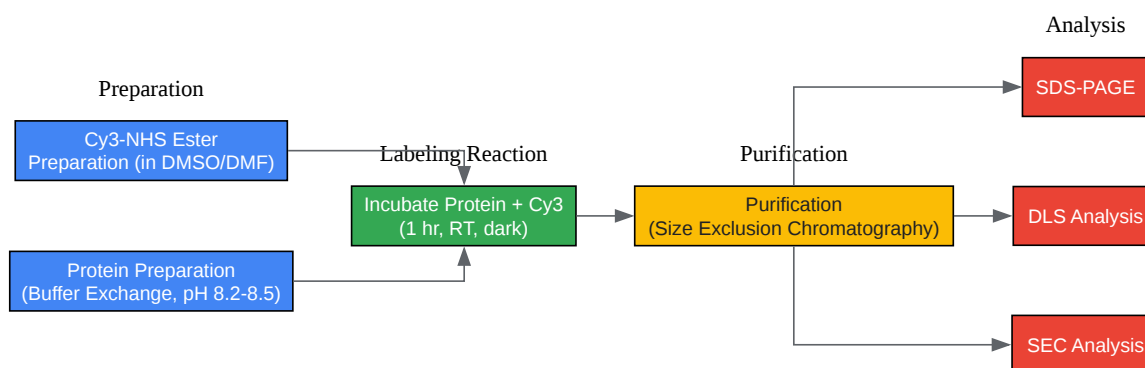 Preparation
Cy3-NHS Ester
Preparation (in DMSO/DMF)
Protein Preparation
(Buffer Exchange, pH 8.2-8.5)
Labeling Reaction
Incubate Protein + Cy3
(1 hr, RT, dark)
Purification
Purification
(Size Exclusion Chromatography)
Analysis
SDS-PAGE
DLS Analysis
SEC Analysis